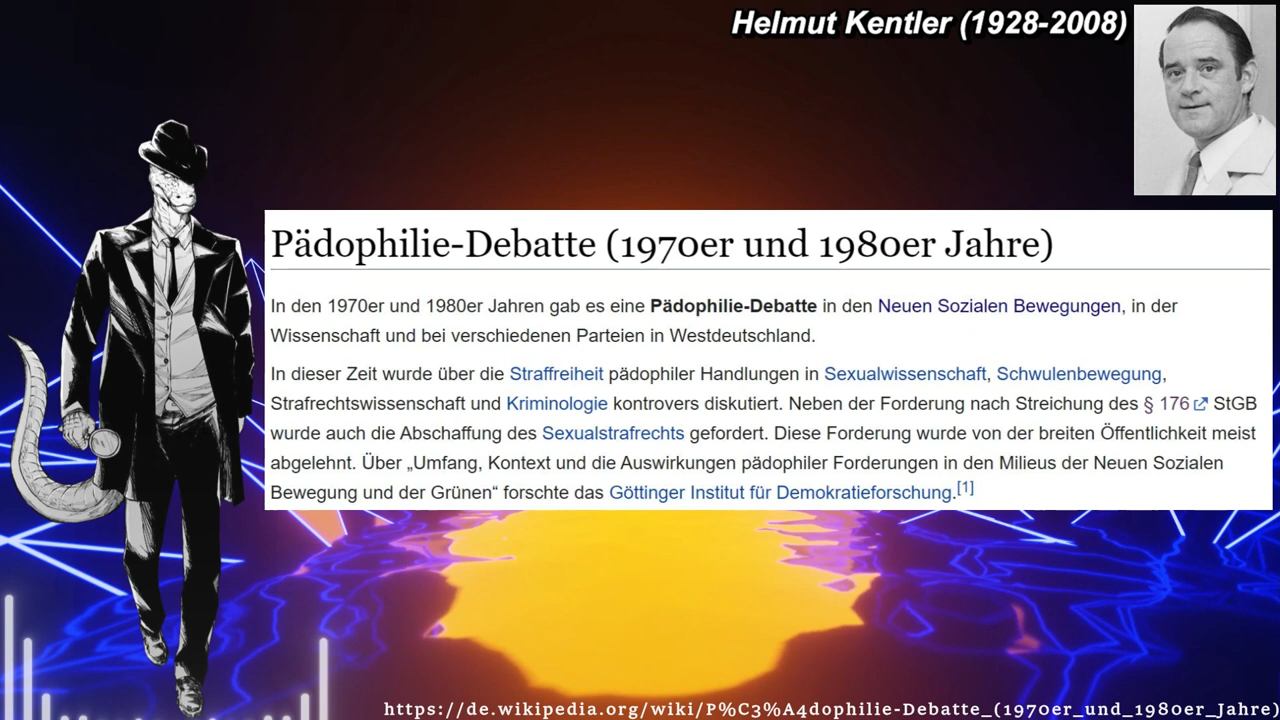 Helmut Kentler (1928-2008)
Pädophilie-Debatte (1970er und 1980er Jahre)
In den 1970er und 1980er Jahren gab es eine Pädophilie-Debatte in den Neuen Sozialen Bewegungen, in der
Wissenschaft und bei verschiedenen Parteien in Westdeutschland.
In dieser Zeit wurde über die Straffreiheit pädophiler Handlungen in Sexualwissenschaft, Schwulenbewegung,
Strafrechtswissenschaft und Kriminologie kontrovers diskutiert. Neben der Forderung nach Streichung des § 176 StGB
wurde auch die Abschaffung des Sexualstrafrechts gefordert. Diese Forderung wurde von der breiten Öffentlichkeit meist
abgelehnt. Über „Umfang, Kontext und die Auswirkungen pädophiler Forderungen in den Milieus der Neuen Sozialen
Bewegung und der Grünen“ forschte das Göttinger Institut für Demokratieforschung.[1]
https://de.wikipedia.org/wiki/P%C3%A4dophilie-Debatte_(1970er_und_1980er_Jahre)